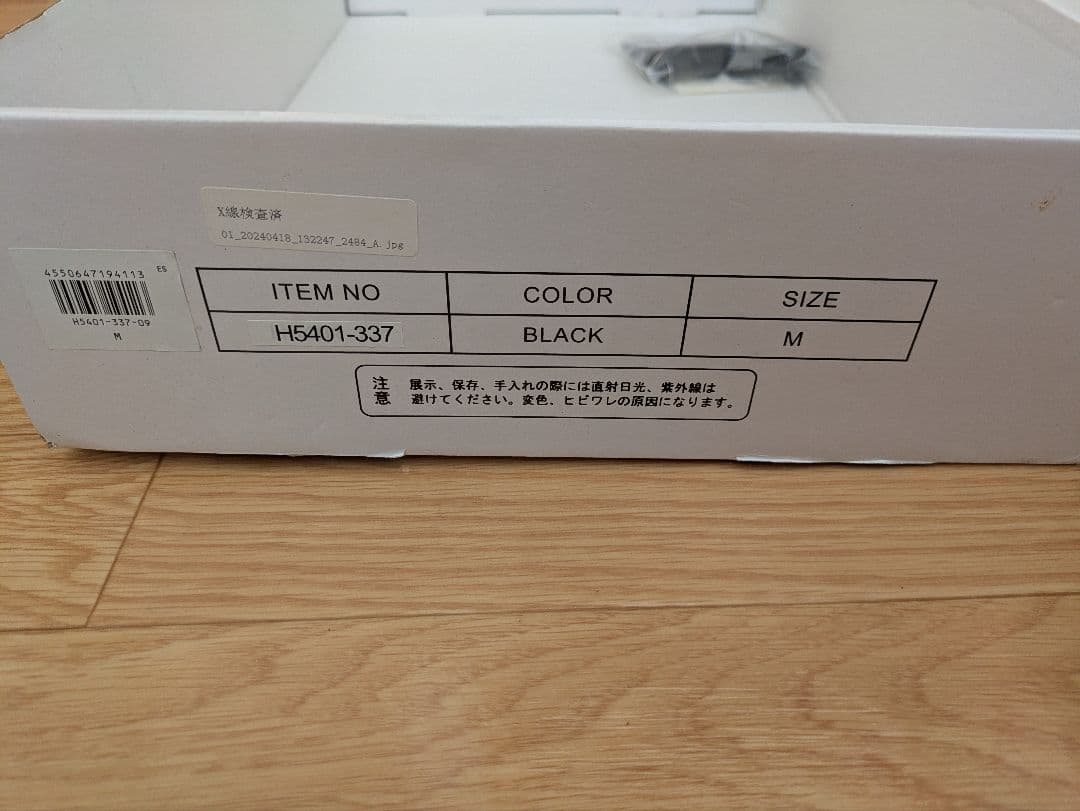 X線検査済
01_20240418_132247_2484_A.jpg
4550647194113 ES
H5401-337-09
M
ITEM NO COLOR SIZE
H5401-337 BLACK M
注意
展示、保存、手入れの際には直射日光、紫外線は
避けてください。変色、ヒビワレの原因になります。